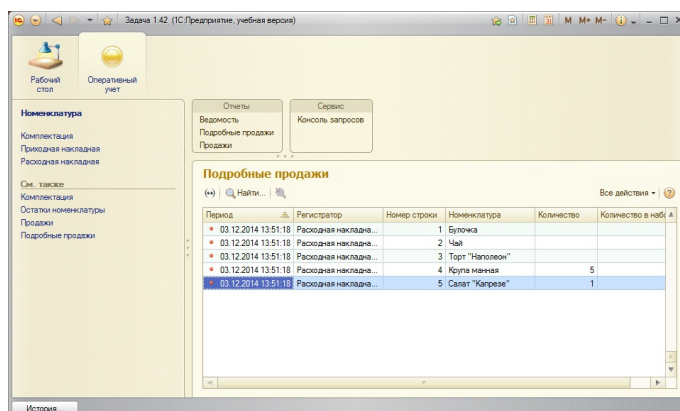 Задача 1.42 (1С:Предприятие, учебная версия)
M M+ M-
Рабочий стол
Оперативный учет
Номенклатура
Комплектация
Приходная накладная
Расходная накладная
См. также
Комплектация
Остатки номенклатуры
Продажи
Подробные продажи
Отчеты
Ведомость
Подробные продажи
Продажи
Сервис
Консоль запросов
Подробные продажи
Найти...
Все действия
Период Регистратор Номер строки Номенклатура Количество Количество в наб
03.12.2014 13:51:18 Расходная накладна... 1 Булочка
03.12.2014 13:51:18 Расходная накладна... 2 Чай
03.12.2014 13:51:18 Расходная накладна... 3 Торт "Наполеон"
03.12.2014 13:51:18 Расходная накладна... 4 Крупа манная 5
03.12.2014 13:51:18 Расходная накладна... 5 Салат "Капрезе" 1
История...